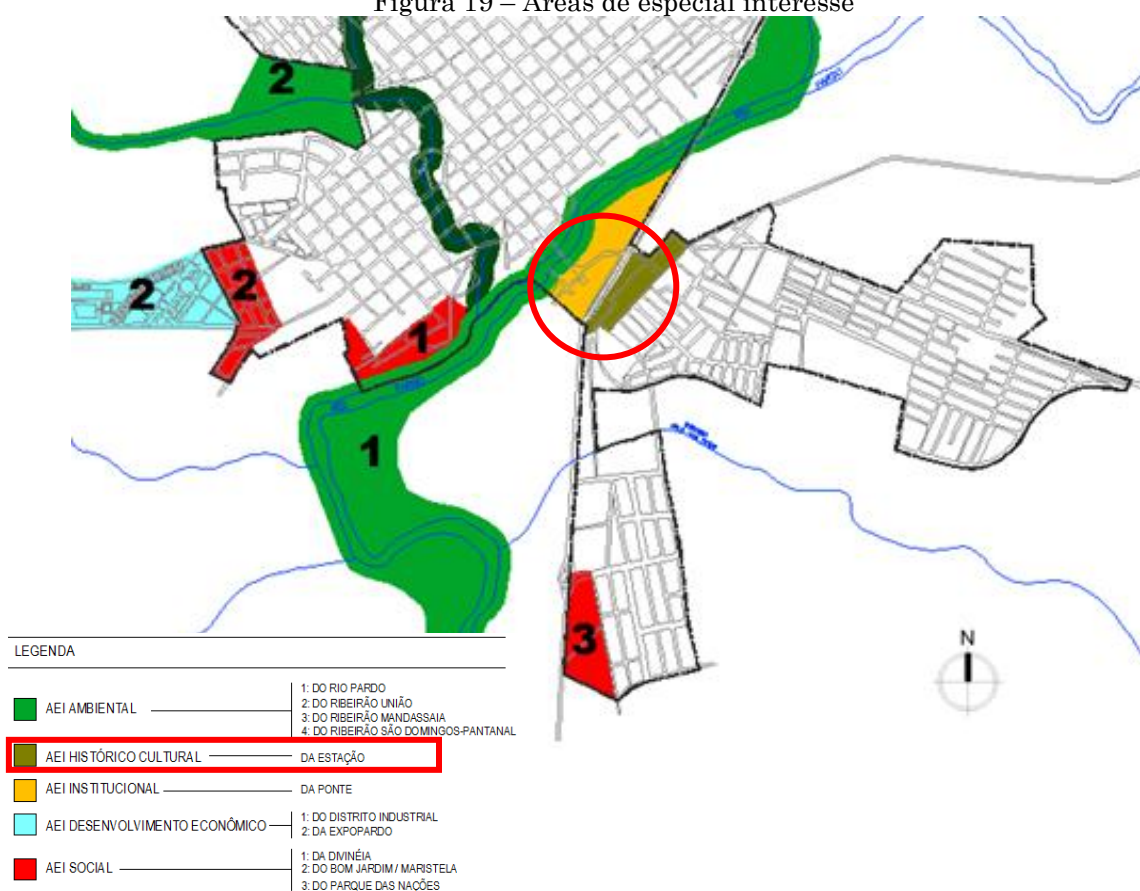 Figura 19 – Áreas de especial interesse
2
2
2
1
1
3
N
LEGENDA
AEI AMBIENTAL
1: DO RIO PARDO
2: DO RIBEIRÃO UNIÃO
3: DO RIBEIRÃO MANDASSAIA
4: DO RIBEIRÃO SÃO DOMINGOS-PANTANAL
AEI HISTÓRICO CULTURAL
DA ESTAÇÃO
AEI INSTITUCIONAL
DA PONTE
AEI DESENVOLVIMENTO ECONÔMICO
1: DO DISTRITO INDUSTRIAL
2: DA EXPOPARDO
AEI SOCIAL
1: DA DIVINÉIA
2: DO BOM JARDIM / MARISTELA
3: DO PARQUE DAS NAÇÕES